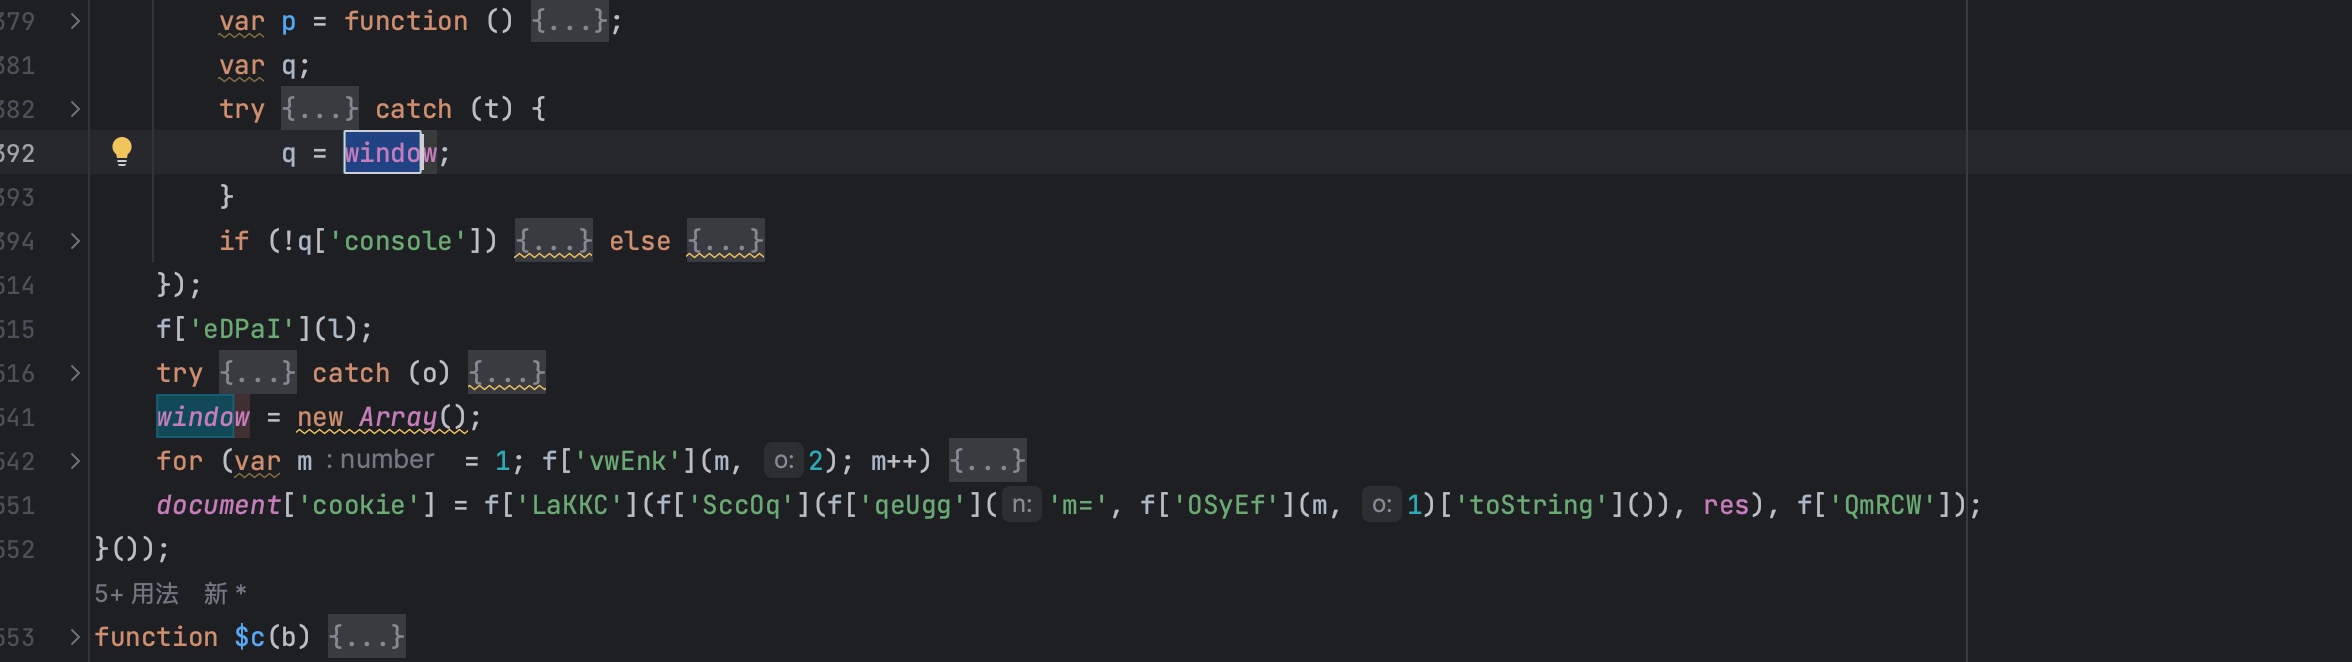 379 var p = function () {...};
381 var q;
382 try {...} catch (t) {
392 q = window;
393 }
394 if (!q['console']) {...} else {...}
514 });
515 f['eDPaI'](l);
516 try {...} catch (o) {...}
541 window = new Array();
542 for (var m : number = 1; f['vwEnk'](m, o: 2); m++) {...}
551 document['cookie'] = f['LaKKC'](f['SccOq'](f['qeUgg']( n: 'm=', f['OSyEf'](m, o: 1)['toString']()), res), f['QmRCW']);
552 }());
5+ 用法 新 *
553 function $c(b) {...}